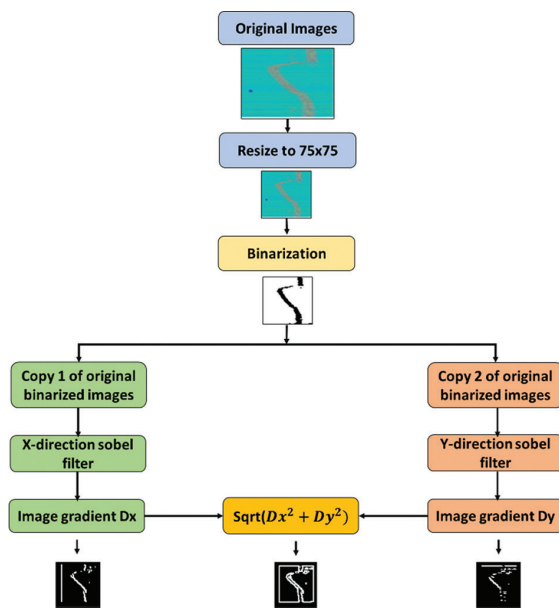 Original Images
Resize to 75x75
Binarization
Copy 1 of original
binarized images
Copy 2 of original
binarized images
X-direction sobel
filter
Y-direction sobel
filter
Image gradient Dx
Sqrt(𝑫𝒙² + 𝑫𝒚²)
Image gradient Dy